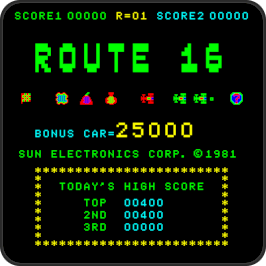 SCORE1 00000 R=01 SCORE2 00000
ROUTE 16
BONUS CAR=25000
SUN ELECTRONICS CORP. ©1981
TODAY'S HIGH SCORE
TOP 00400
2ND 00400
3RD 00000